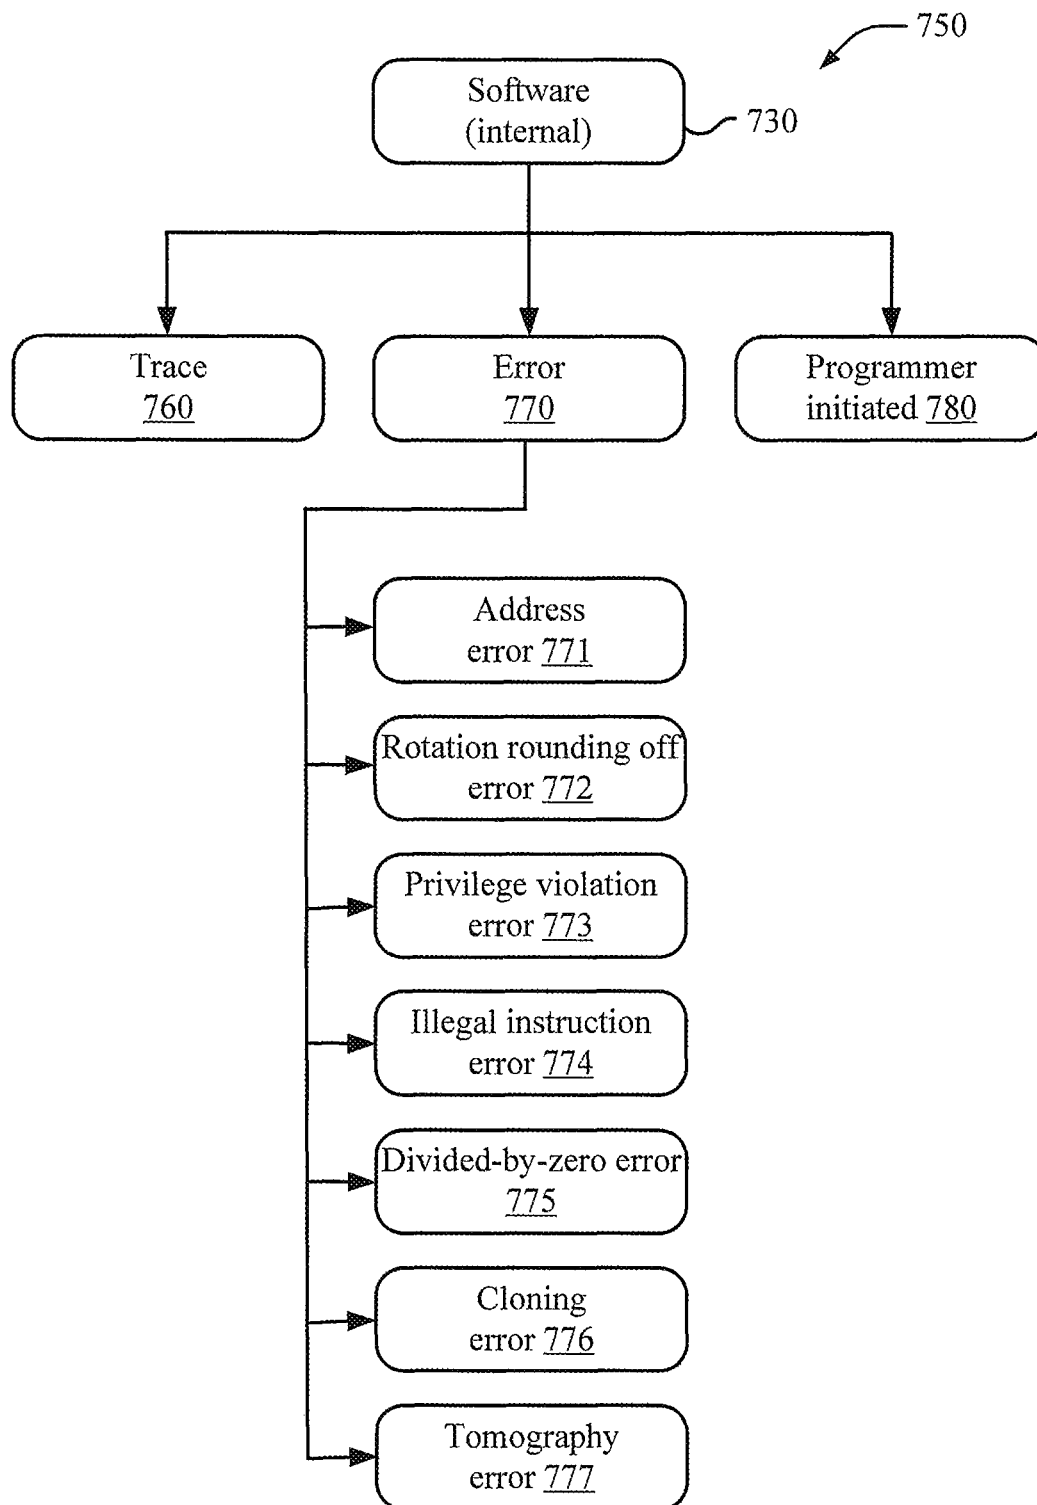 750
Software
(internal)
730
Trace
760
Error
770
Programmer
initiated 780
Address
error 771
Rotation rounding off
error 772
Privilege violation
error 773
Illegal instruction
error 774
Divided-by-zero error
775
Cloning
error 776
Tomography
error 777